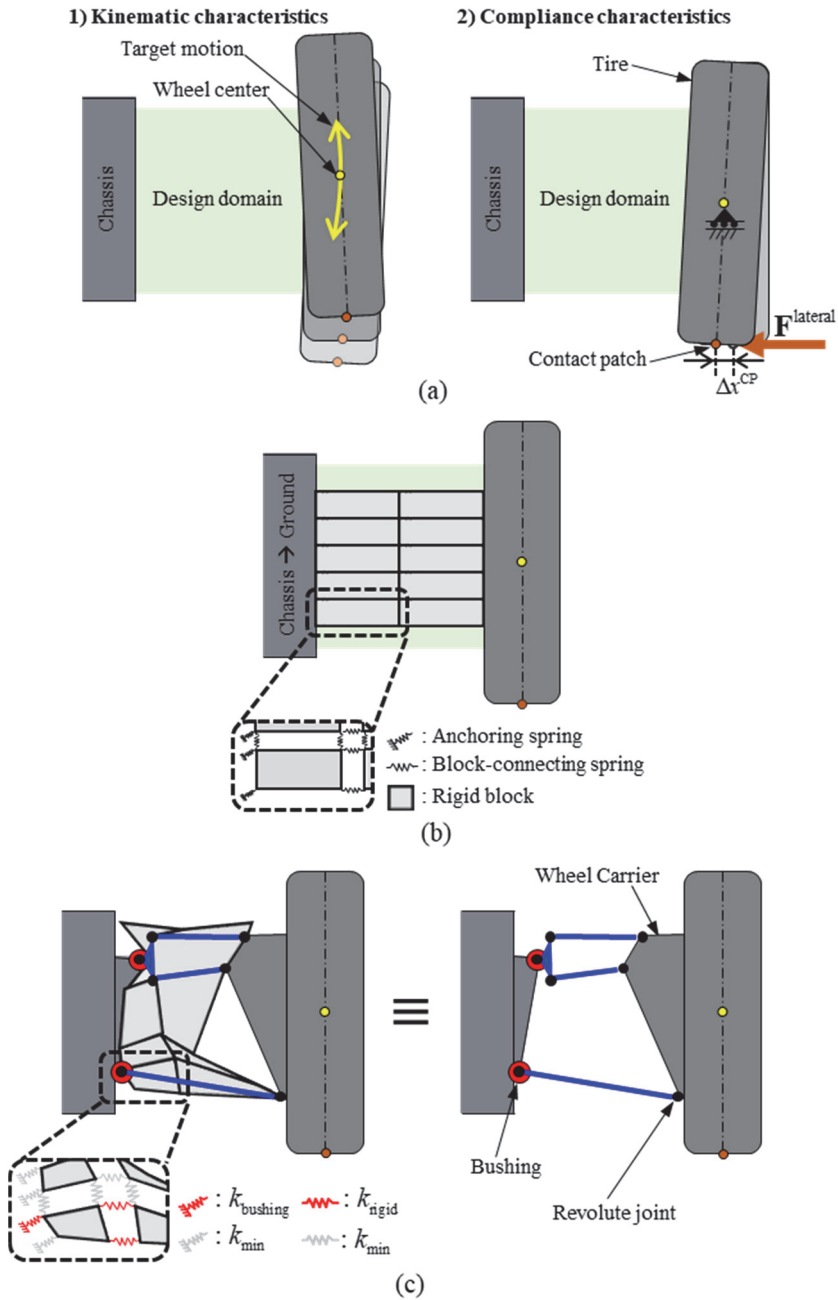 1) Kinematic characteristics
Target motion
Wheel center
Chassis
Design domain
2) Compliance characteristics
Tire
Chassis
Design domain
F^lateral
Contact patch
Δx^CP
(a)
Chassis → Ground
: Anchoring spring
: Block-connecting spring
: Rigid block
(b)
Wheel Carrier
≡
Bushing
Revolute joint
: k_bushing : k_rigid
: k_min : k_min
(c)